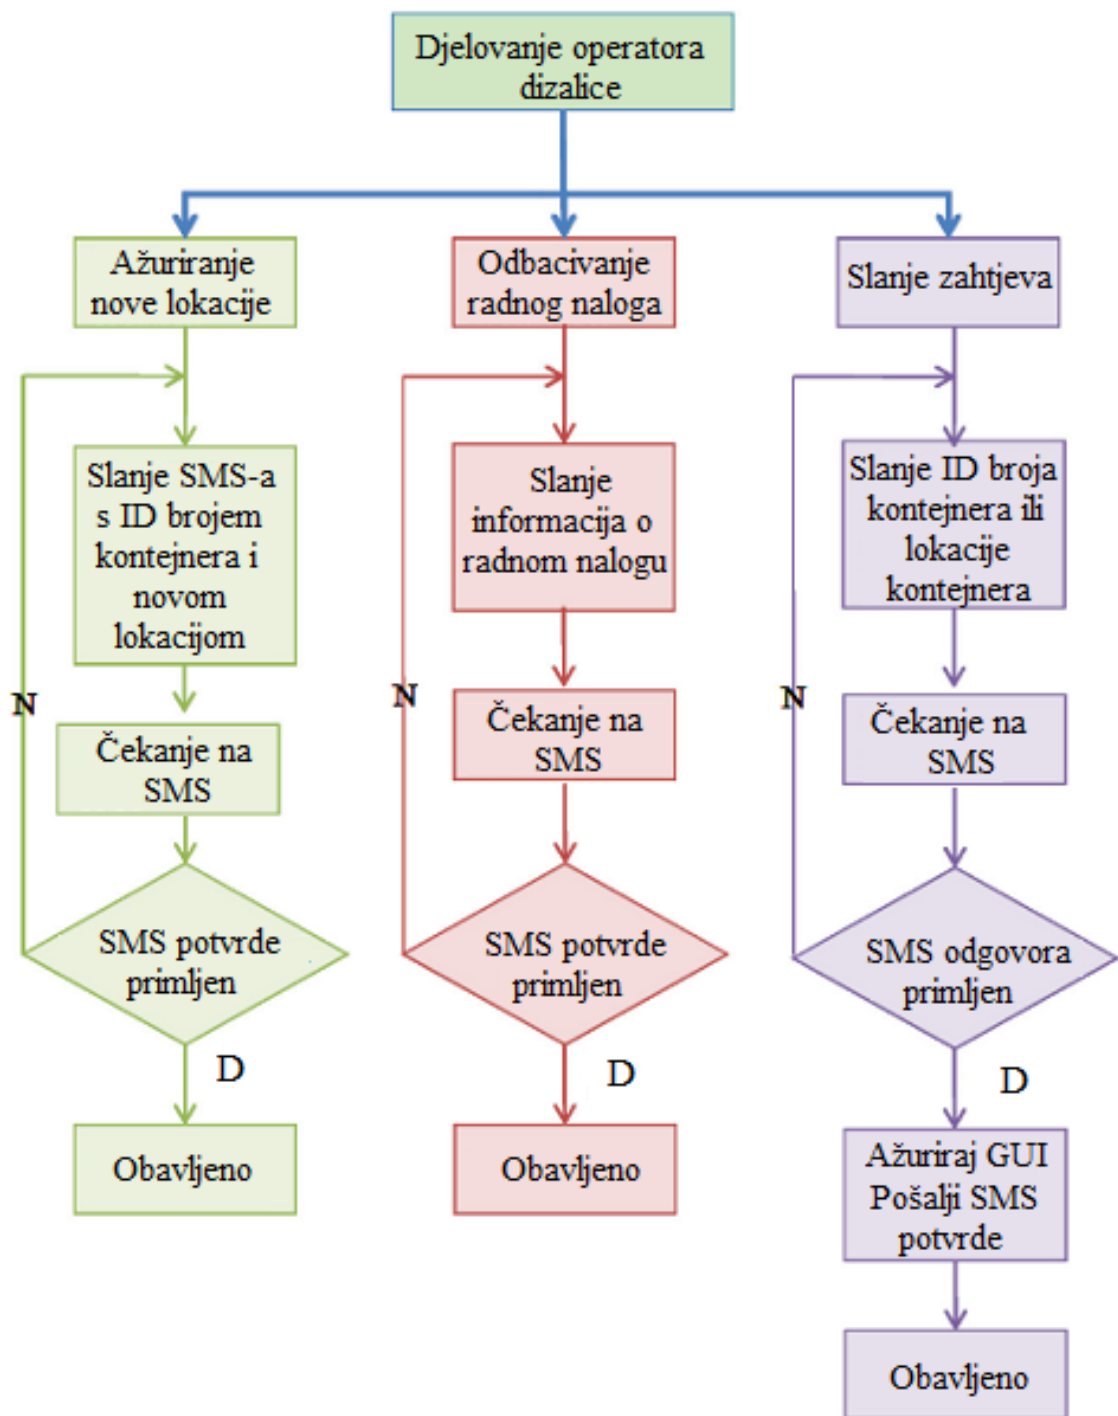 Djelovanje operatora
dizalice
Ažuriranje
nove lokacije
Odbacivanje
radnog naloga
Slanje zahtjeva
Slanje SMS-a
s ID brojem
kontejnera i
novom
lokacijom
Slanje
informacija o
radnom nalogu
Slanje ID broja
kontejnera ili
lokacije
kontejnera
N
N
N
Čekanje na
SMS
Čekanje na
SMS
Čekanje na
SMS
SMS potvrde
primljen
SMS potvrde
primljen
SMS odgovora
primljen
D
D
D
Obavljeno
Obavljeno
Ažuriraj GUI
Pošalji SMS
potvrde
Obavljeno